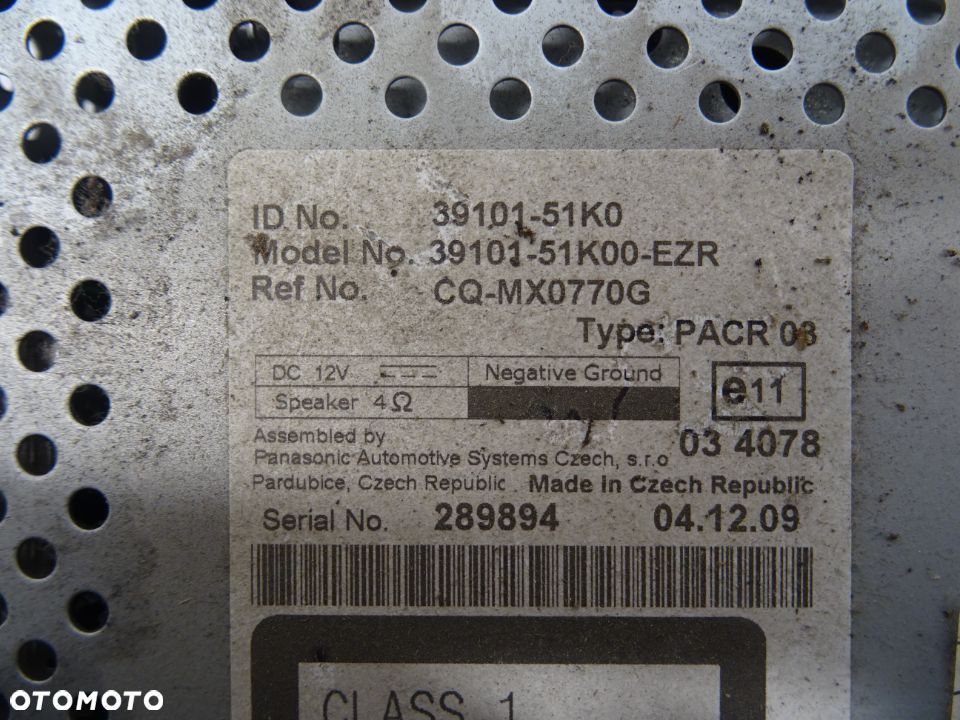 ID No. 39101-51K0
Model No. 39101-51K00-EZR
Ref No. CQ-MX0770G
Type: PACR 03
DC 12V Negative Ground
Speaker 4Ω
e11
Assembled by
03 4078
Panasonic Automotive Systems Czech, s.r.o
Pardubice, Czech Republic Made in Czech Republic
Serial No. 289894 04.12.09
CLASS 1
OTOMOTO